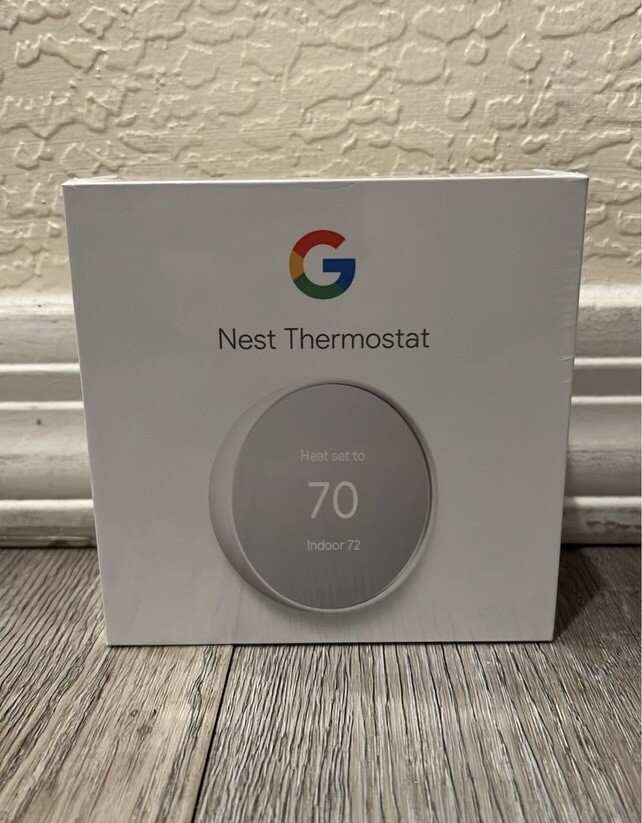 G
Nest Thermostat
Heat set to
70
Indoor 72